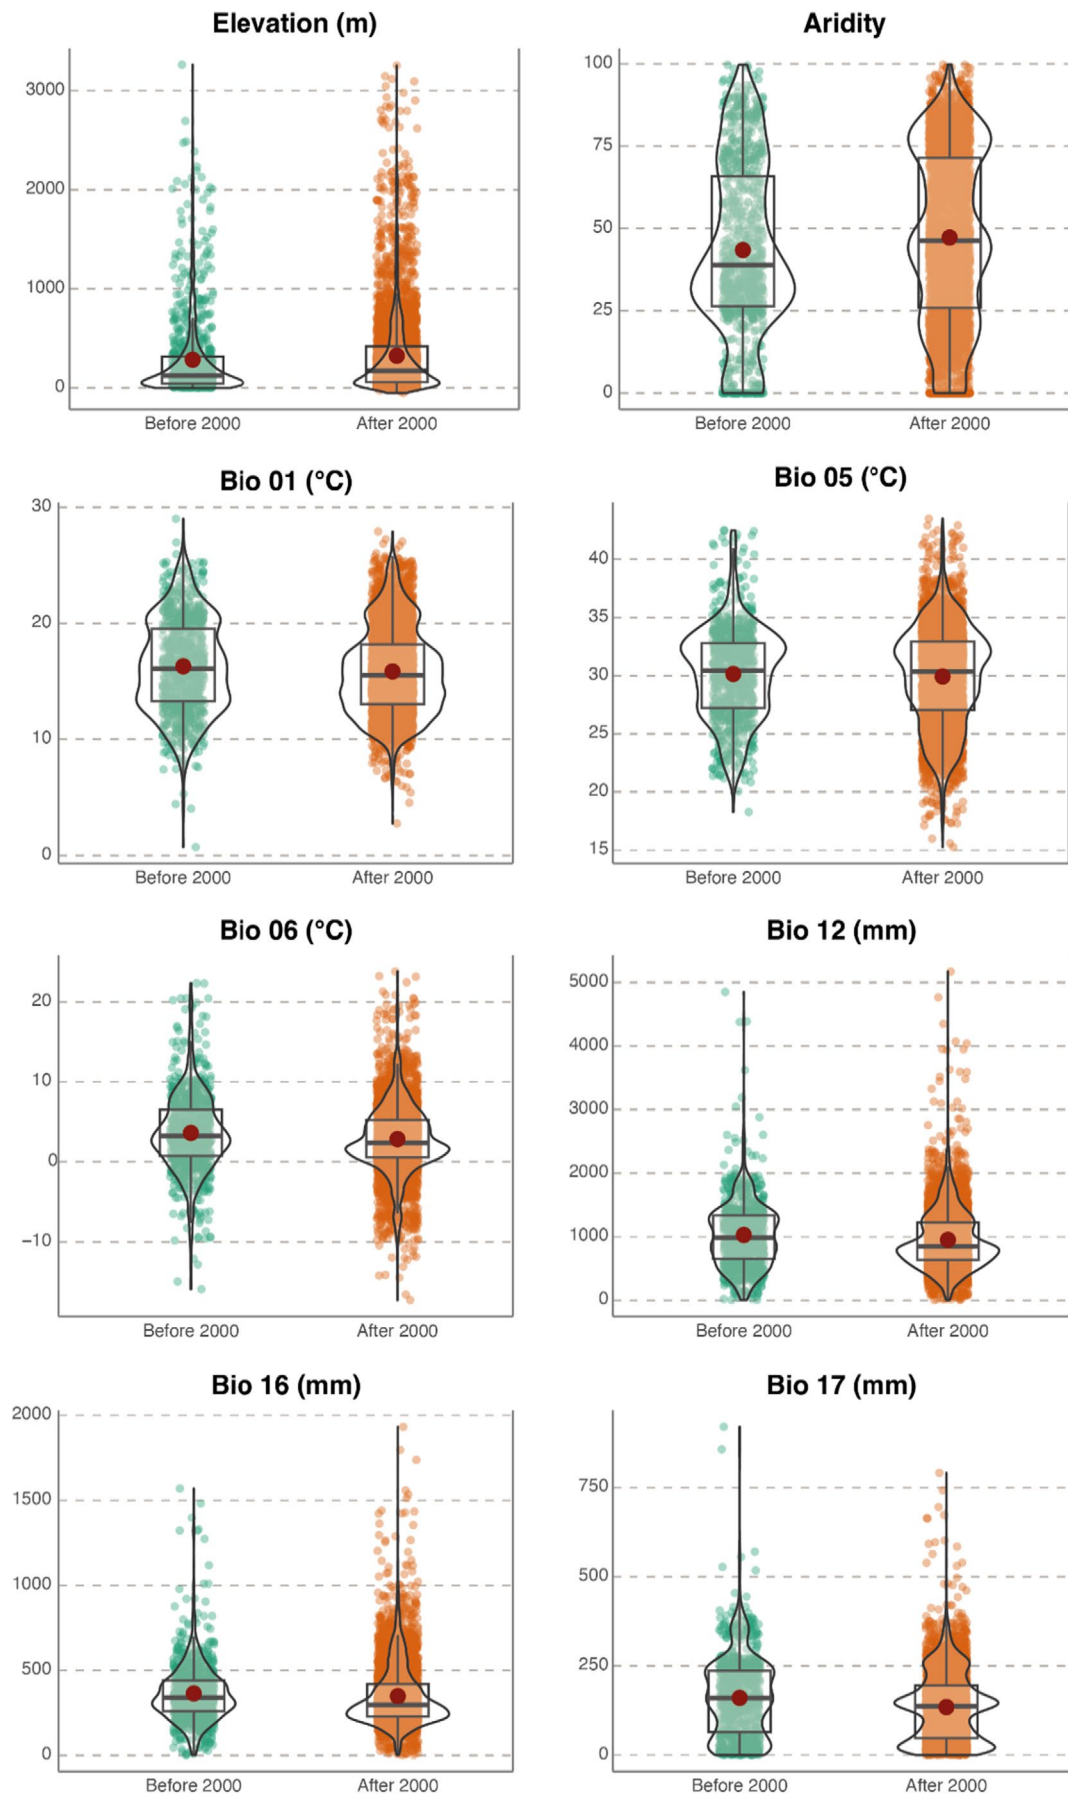 Elevation (m)
3000
2000
1000
0
Before 2000
After 2000
Aridity
100
75
50
25
0
Before 2000
After 2000
Bio 01 (°C)
30
20
10
0
Before 2000
After 2000
Bio 05 (°C)
40
35
30
25
20
15
Before 2000
After 2000
Bio 06 (°C)
20
10
0
−10
Before 2000
After 2000
Bio 12 (mm)
5000
4000
3000
2000
1000
0
Before 2000
After 2000
Bio 16 (mm)
2000
1500
1000
500
0
Before 2000
After 2000
Bio 17 (mm)
750
500
250
0
Before 2000
After 2000